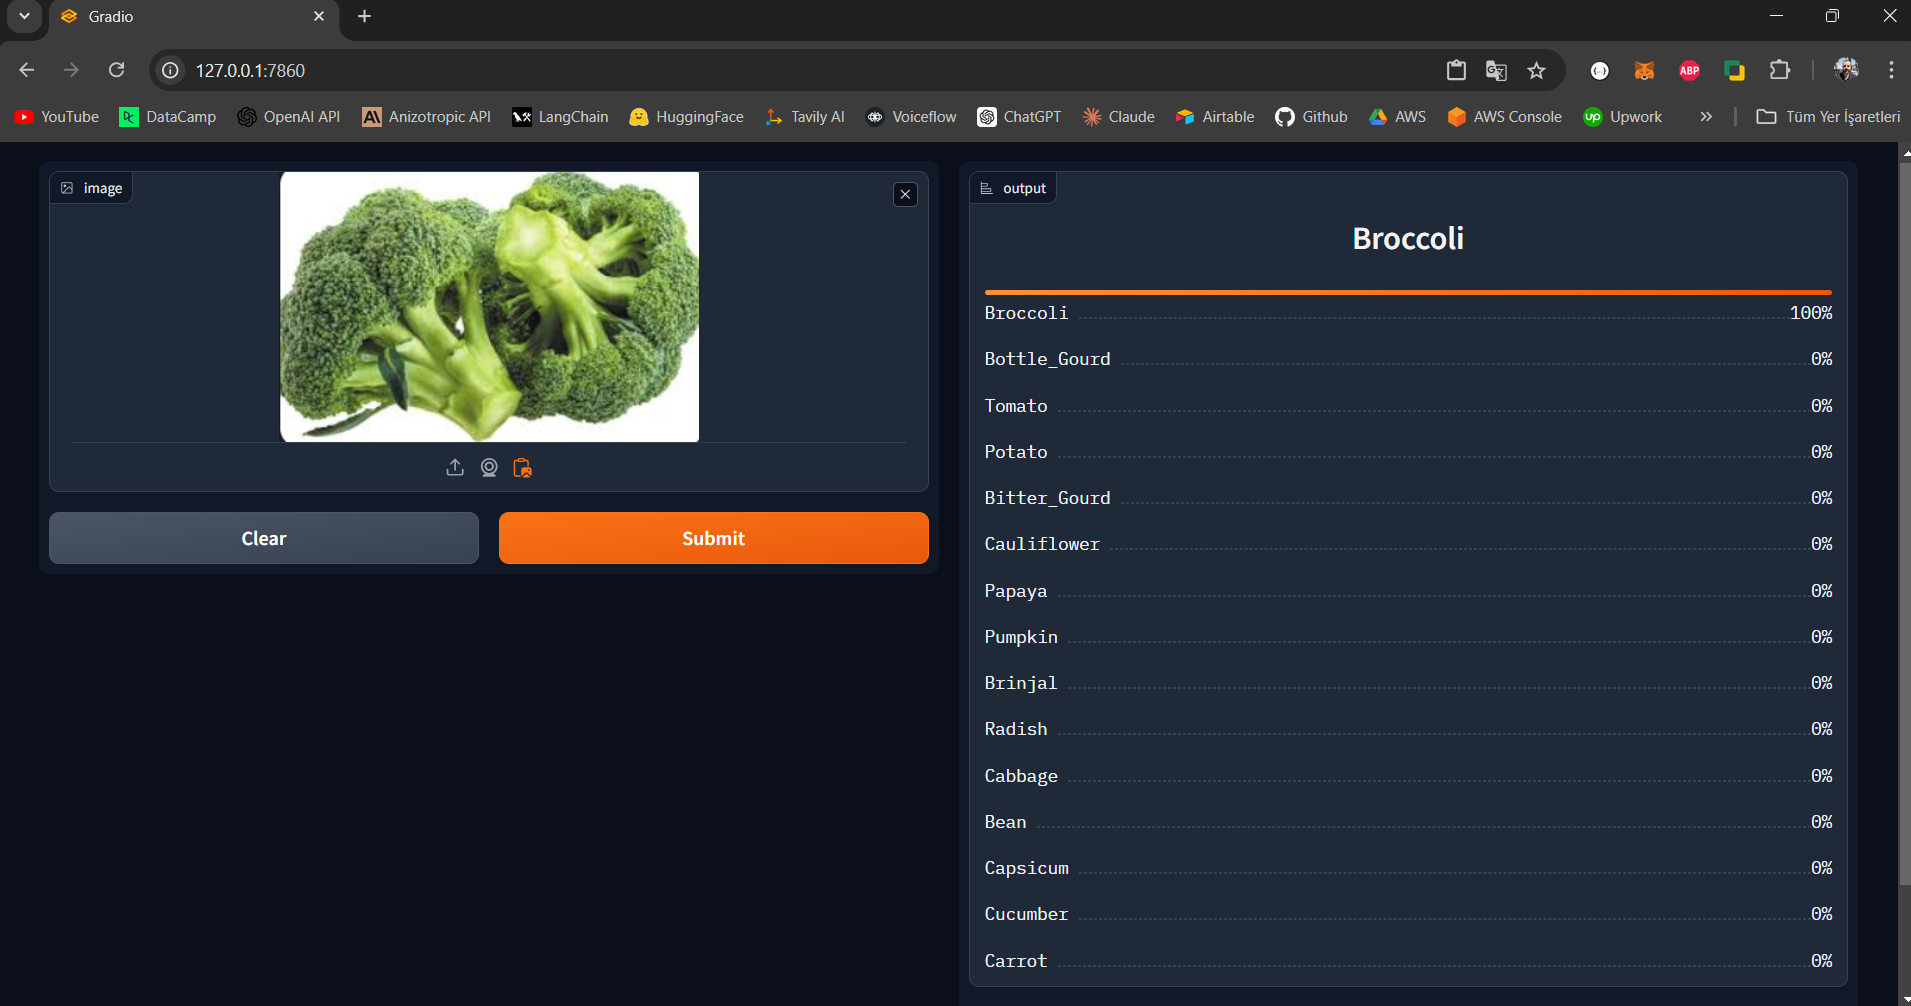 Gradio
127.0.0.1:7860
ABP
YouTube DataCamp OpenAI API Anizotropic API LangChain HuggingFace Tavily AI Voiceflow ChatGPT Claude Airtable Github AWS AWS Console Upwork » Tüm Yer İşaretleri
image
Clear
Submit
output
Broccoli
Broccoli 100%
Bottle_Gourd 0%
Tomato 0%
Potato 0%
Bitter_Gourd 0%
Cauliflower 0%
Papaya 0%
Pumpkin 0%
Brinjal 0%
Radish 0%
Cabbage 0%
Bean 0%
Capsicum 0%
Cucumber 0%
Carrot 0%